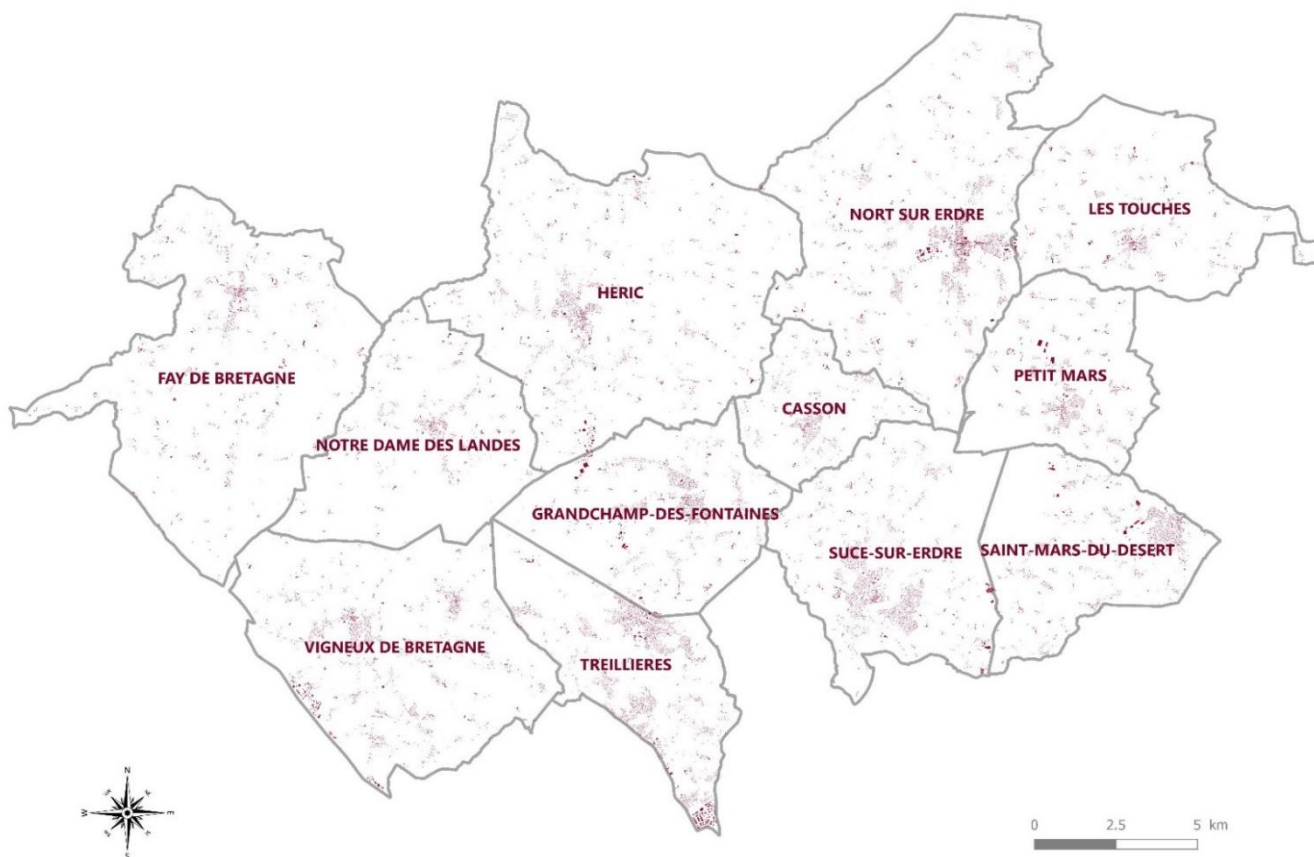 NORT SUR ERDRE
LES TOUCHES
HERIC
FAY DE BRETAGNE
PETIT MARS
CASSON
NOTRE DAME DES LANDES
GRANDCHAMP-DES-FONTAINES
SUCE-SUR-ERDRE
SAINT-MARS-DU-DESERT
VIGNEUX DE BRETAGNE
TREILLIERES
N
W
E
S
0 2.5 5 km